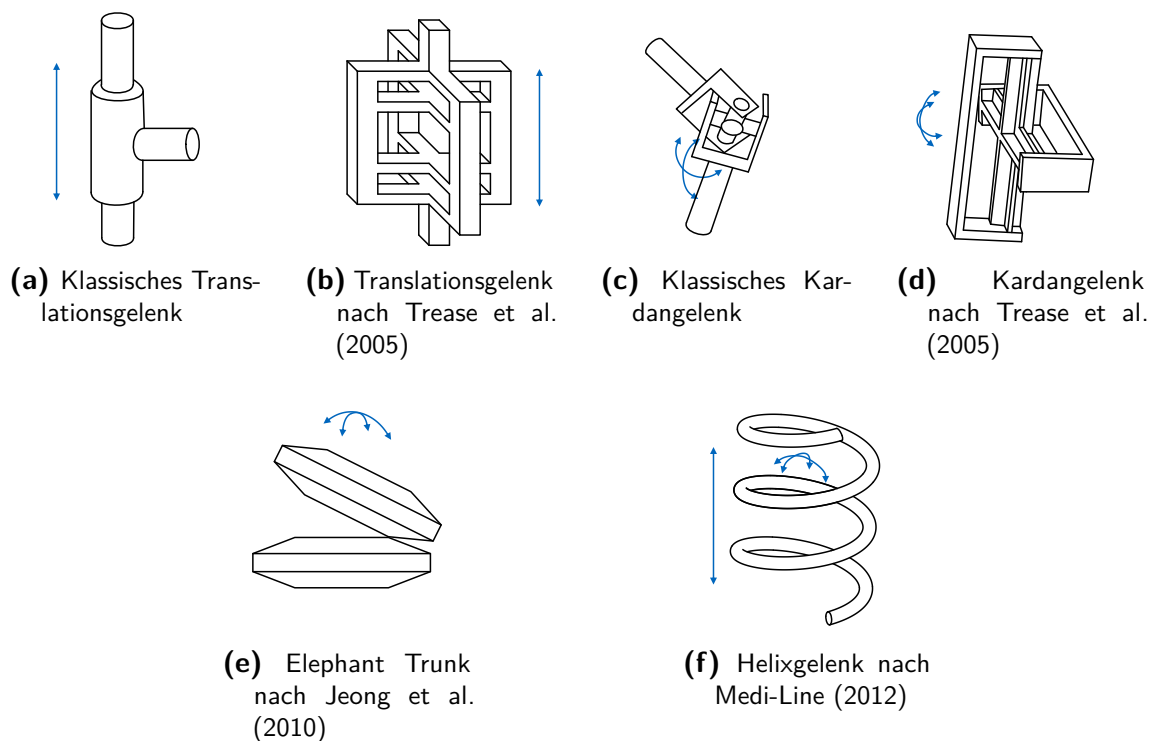 (a) Klassisches Trans-
lationsgelenk
(b) Translationsgelenk
nach Trease et al.
(2005)
(c) Klassisches Kar-
dangelenk
(d) Kardangelenk
nach Trease et al.
(2005)
(e) Elephant Trunk
nach Jeong et al.
(2010)
(f) Helixgelenk nach
Medi-Line (2012)